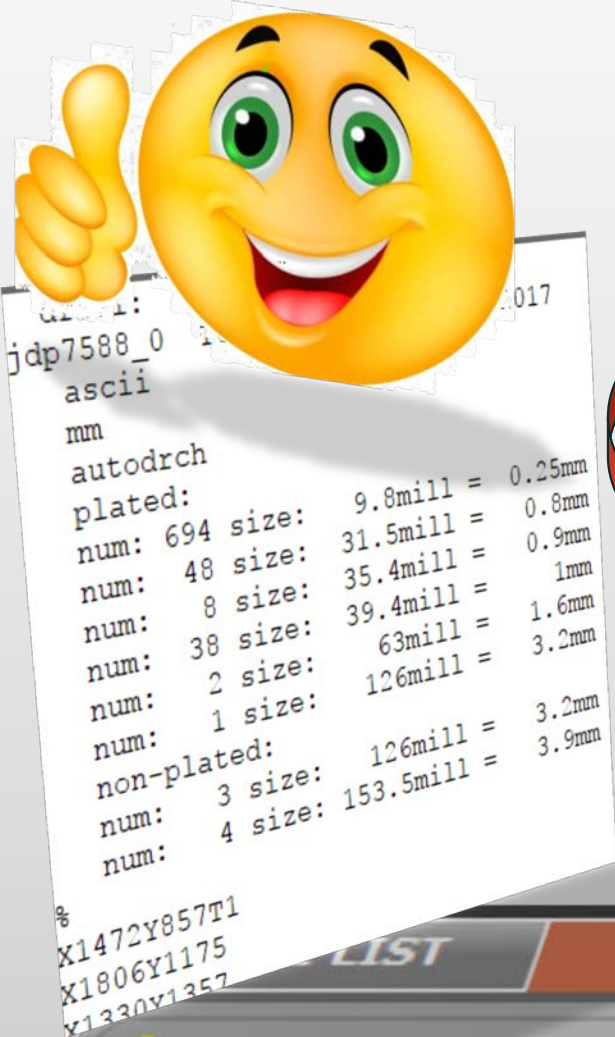 2017
jdp7588_0
ascii
mm
autodrch
plated:
num: 694 size: 9.8mill = 0.25mm
num: 48 size: 31.5mill = 0.8mm
num: 8 size: 35.4mill = 0.9mm
num: 38 size: 39.4mill = 1mm
num: 2 size: 63mill = 1.6mm
num: 1 size: 126mill = 3.2mm
non-plated:
num: 3 size: 126mill = 3.2mm
num: 4 size: 153.5mill = 3.9mm
%
X1472Y857T1
X1806Y1175
X1330Y1357
LIST